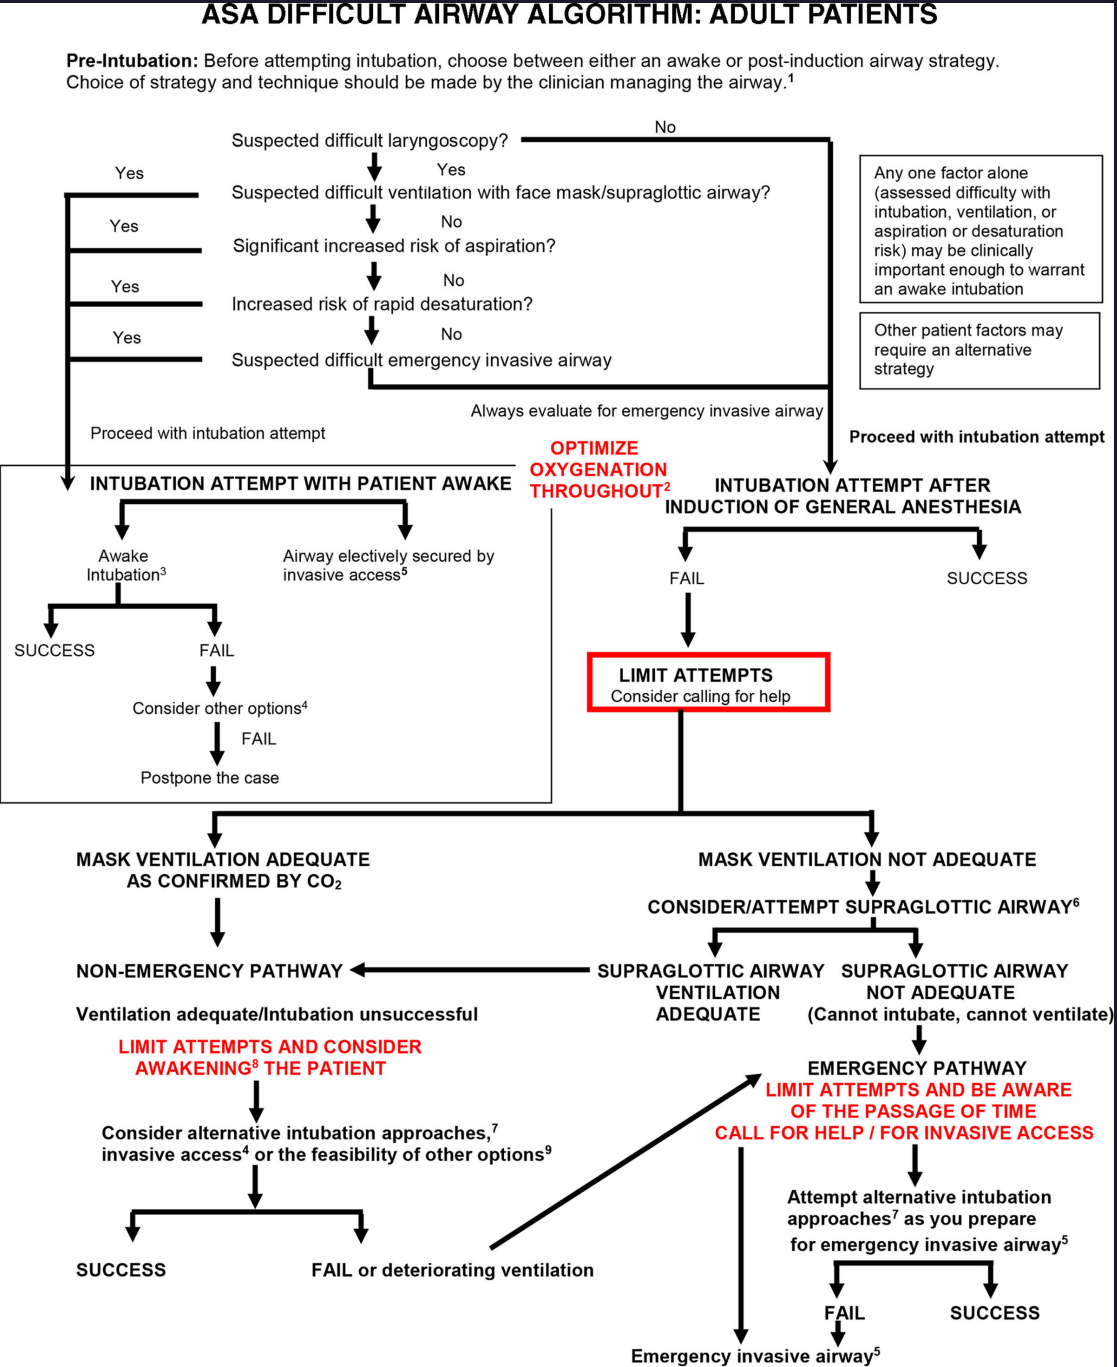 ASA DIFFICULT AIRWAY ALGORITHM: ADULT PATIENTS
Pre-Intubation: Before attempting intubation, choose between either an awake or post-induction airway strategy.
Choice of strategy and technique should be made by the clinician managing the airway.1
Suspected difficult laryngoscopy?
No
Yes
Yes
Suspected difficult ventilation with face mask/supraglottic airway?
Yes
No
Significant increased risk of aspiration?
Yes
No
Increased risk of rapid desaturation?
Yes
No
Suspected difficult emergency invasive airway
Any one factor alone
(assessed difficulty with
intubation, ventilation, or
aspiration or desaturation
risk) may be clinically
important enough to warrant
an awake intubation
Other patient factors may
require an alternative
strategy
Always evaluate for emergency invasive airway
Proceed with intubation attempt
Proceed with intubation attempt
OPTIMIZE
OXYGENATION
THROUGHOUT2
INTUBATION ATTEMPT WITH PATIENT AWAKE
Awake
Intubation3
Airway electively secured by
invasive access5
SUCCESS
FAIL
Consider other options4
FAIL
Postpone the case
INTUBATION ATTEMPT AFTER
INDUCTION OF GENERAL ANESTHESIA
FAIL
SUCCESS
LIMIT ATTEMPTS
Consider calling for help
MASK VENTILATION ADEQUATE
AS CONFIRMED BY CO2
MASK VENTILATION NOT ADEQUATE
CONSIDER/ATTEMPT SUPRAGLOTTIC AIRWAY6
NON-EMERGENCY PATHWAY
SUPRAGLOTTIC AIRWAY
VENTILATION
ADEQUATE
SUPRAGLOTTIC AIRWAY
NOT ADEQUATE
(Cannot intubate, cannot ventilate)
Ventilation adequate/Intubation unsuccessful
LIMIT ATTEMPTS AND CONSIDER
AWAKENING8 THE PATIENT
Consider alternative intubation approaches,7
invasive access4 or the feasibility of other options9
SUCCESS
FAIL or deteriorating ventilation
EMERGENCY PATHWAY
LIMIT ATTEMPTS AND BE AWARE
OF THE PASSAGE OF TIME
CALL FOR HELP / FOR INVASIVE ACCESS
Attempt alternative intubation
approaches7 as you prepare
for emergency invasive airway5
FAIL
SUCCESS
Emergency invasive airway5